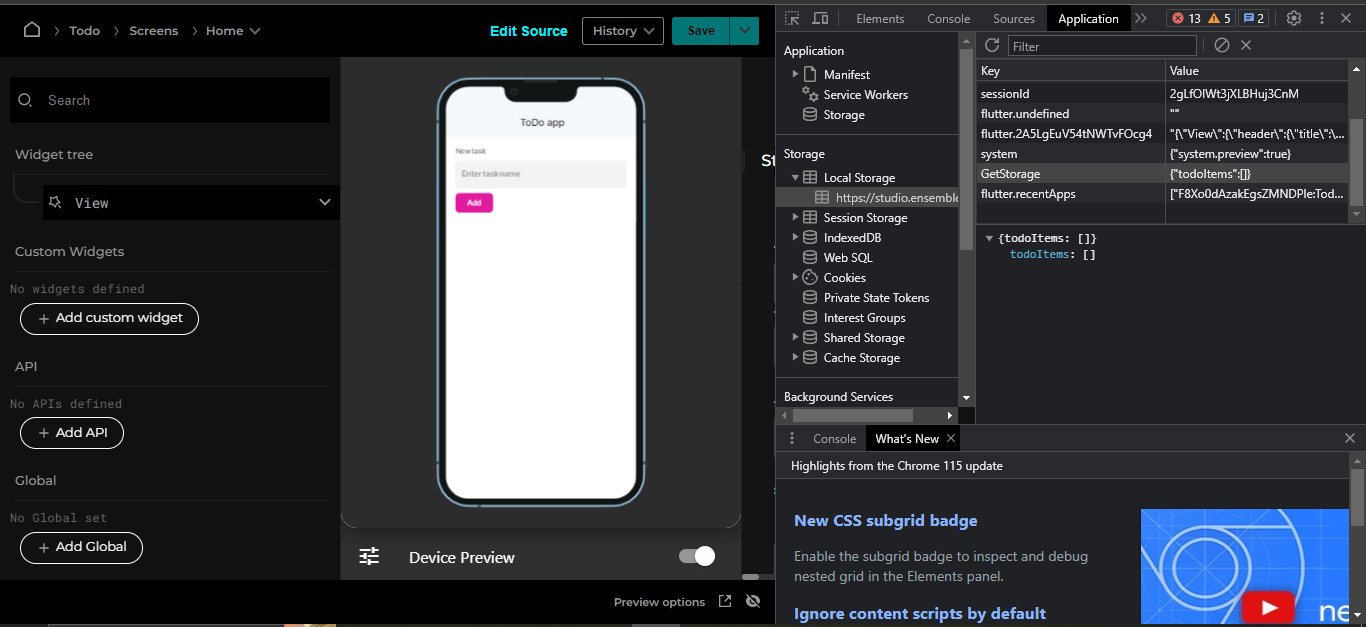 Todo Screens Home
Edit Source
History
Save
Search
Widget tree
View
Custom Widgets
No widgets defined
+ Add custom widget
API
No APIs defined
+ Add API
Global
No Global set
+ Add Global
ToDo app
New task
Enter task name
Add
Device Preview
Preview options
St
Elements Console Sources Application
13 5 2
Application
Manifest
Service Workers
Storage
Storage
Local Storage
https://studio.ensemble
Session Storage
IndexedDB
Web SQL
Cookies
Private State Tokens
Interest Groups
Shared Storage
Cache Storage
Background Services
Filter
Key Value
sessionId 2gLfOlWt3jXLBHuj3CnM
flutter.undefined ""
flutter.2A5LgEuV54tNWTvFOcg4 "{\"View\":{\"header\":{\"title\":\...
system {"system.preview":true}
GetStorage {"todoItems":[]}
flutter.recentApps ["F8Xo0dAzakEgsZMNDPIe:Tod...
{todoItems: []}
todoItems: []
Console What's New
Highlights from the Chrome 115 update
New CSS subgrid badge
Enable the subgrid badge to inspect and debug
nested grid in the Elements panel.
Ignore content scripts by default
ne